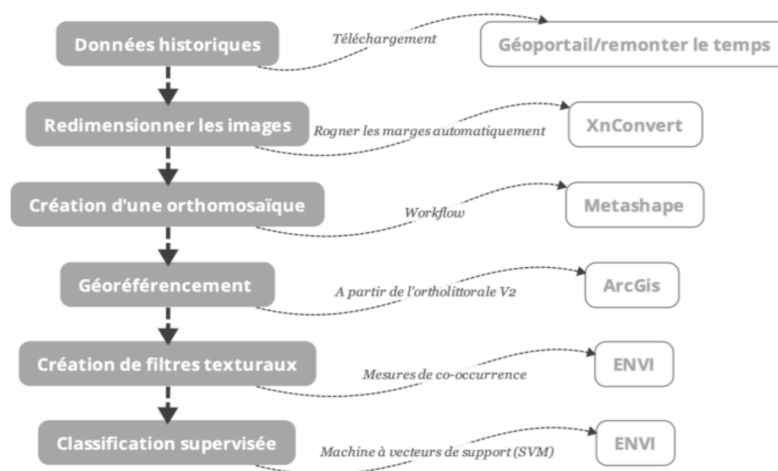 Données historiques
Téléchargement
Géoportail/remonter le temps
Redimensionner les images
Rogner les marges automatiquement
XnConvert
Création d'une orthomosaïque
Workflow
Metashape
Géoréférencement
A partir de l'ortholittorale V2
ArcGis
Création de filtres texturaux
Mesures de co-occurrence
ENVI
Classification supervisée
Machine à vecteurs de support (SVM)
ENVI